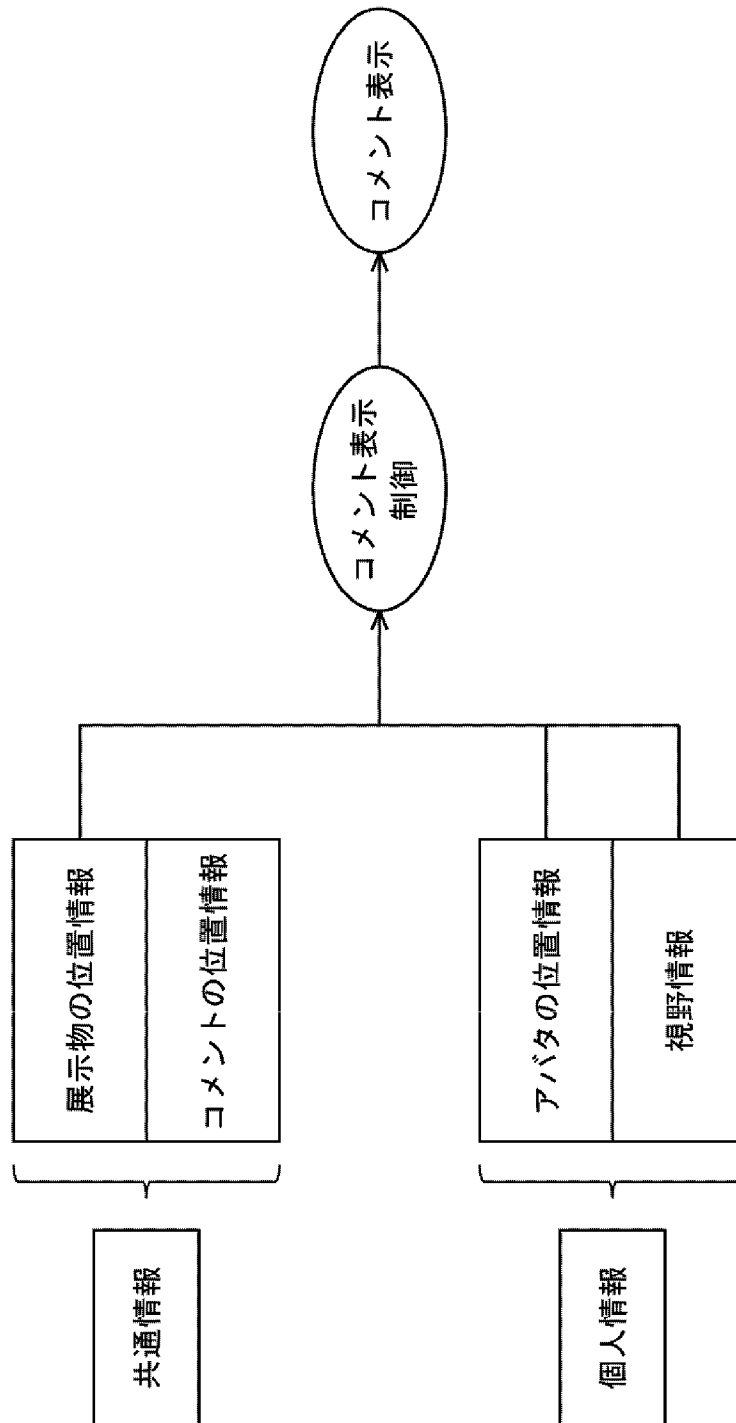 共通情報
展示物の位置情報
コメントの位置情報
個人情報
アバタの位置情報
視野情報
コメント表示
制御
コメント表示